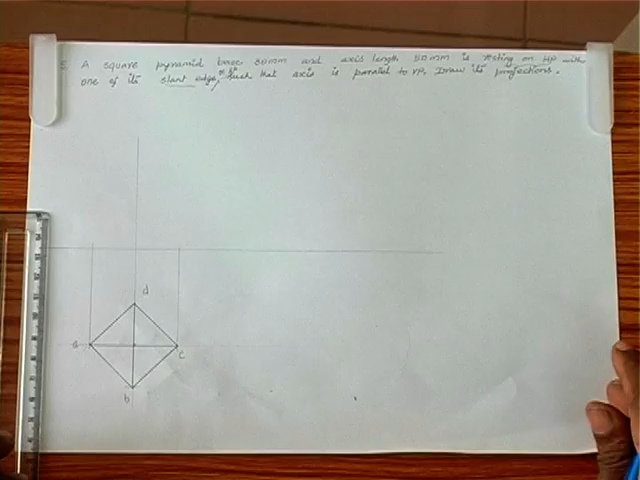 5. A square pyramid base 30mm and axis length 50mm is resting on HP with
one of its slant edge, such that axis is parallel to VP, Draw its projections.
d
a
c
b